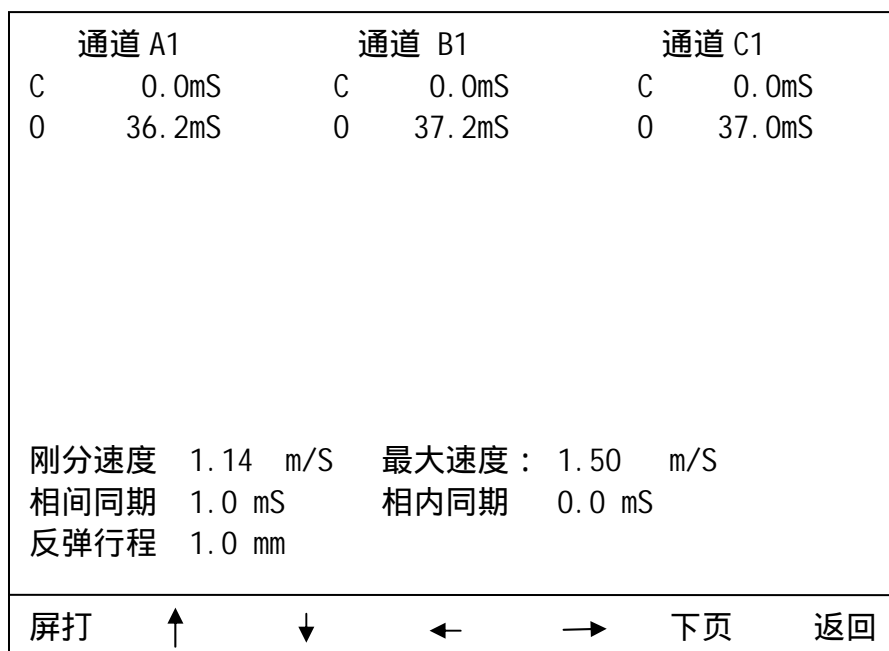 通道 A1 通道 B1 通道 C1
C 0.0mS C 0.0mS C 0.0mS
O 36.2mS O 37.2mS O 37.0mS
刚分速度 1.14 m/S 最大速度： 1.50 m/S
相间同期 1.0 mS 相内同期 0.0 mS
反弹行程 1.0 mm
屏打 ↑ ↓ ← → 下页 返回